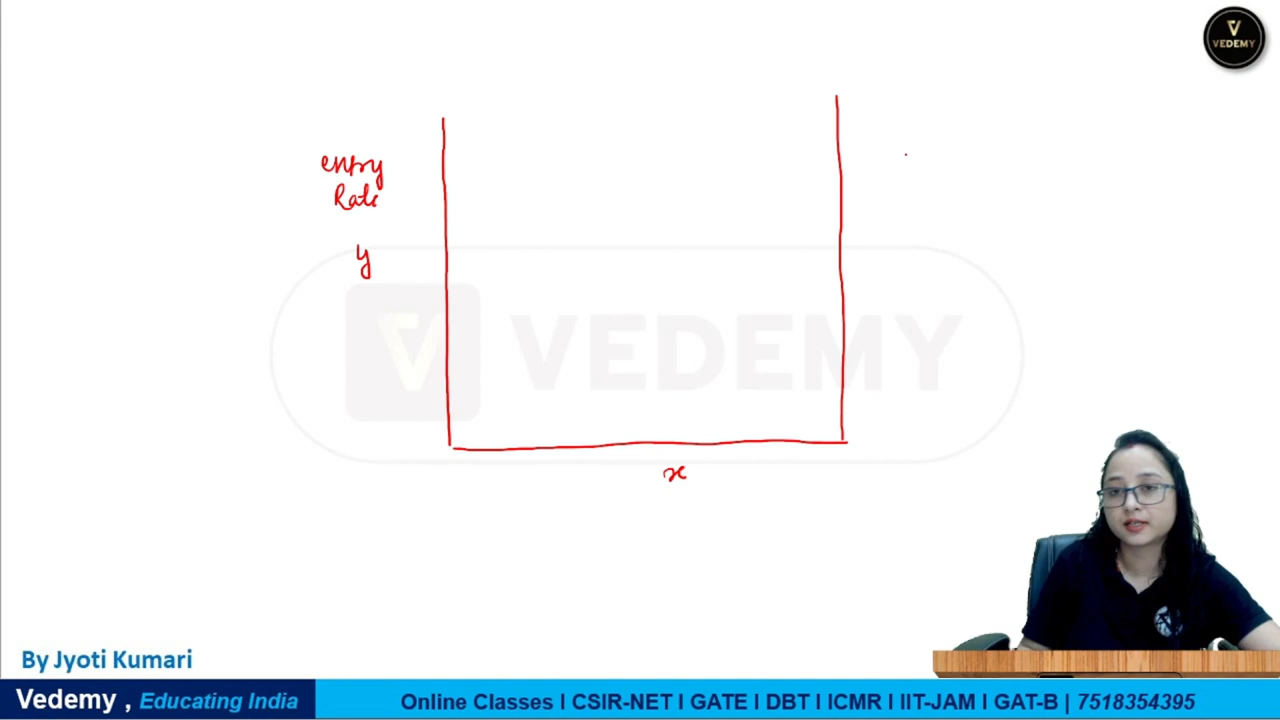 VEDEMY
entry
Rate
y
VEDEMY
x
By Jyoti Kumari
Vedemy , Educating India
Online Classes I CSIR-NET I GATE I DBT I ICMR I IIT-JAM I GAT-B | 7518354395